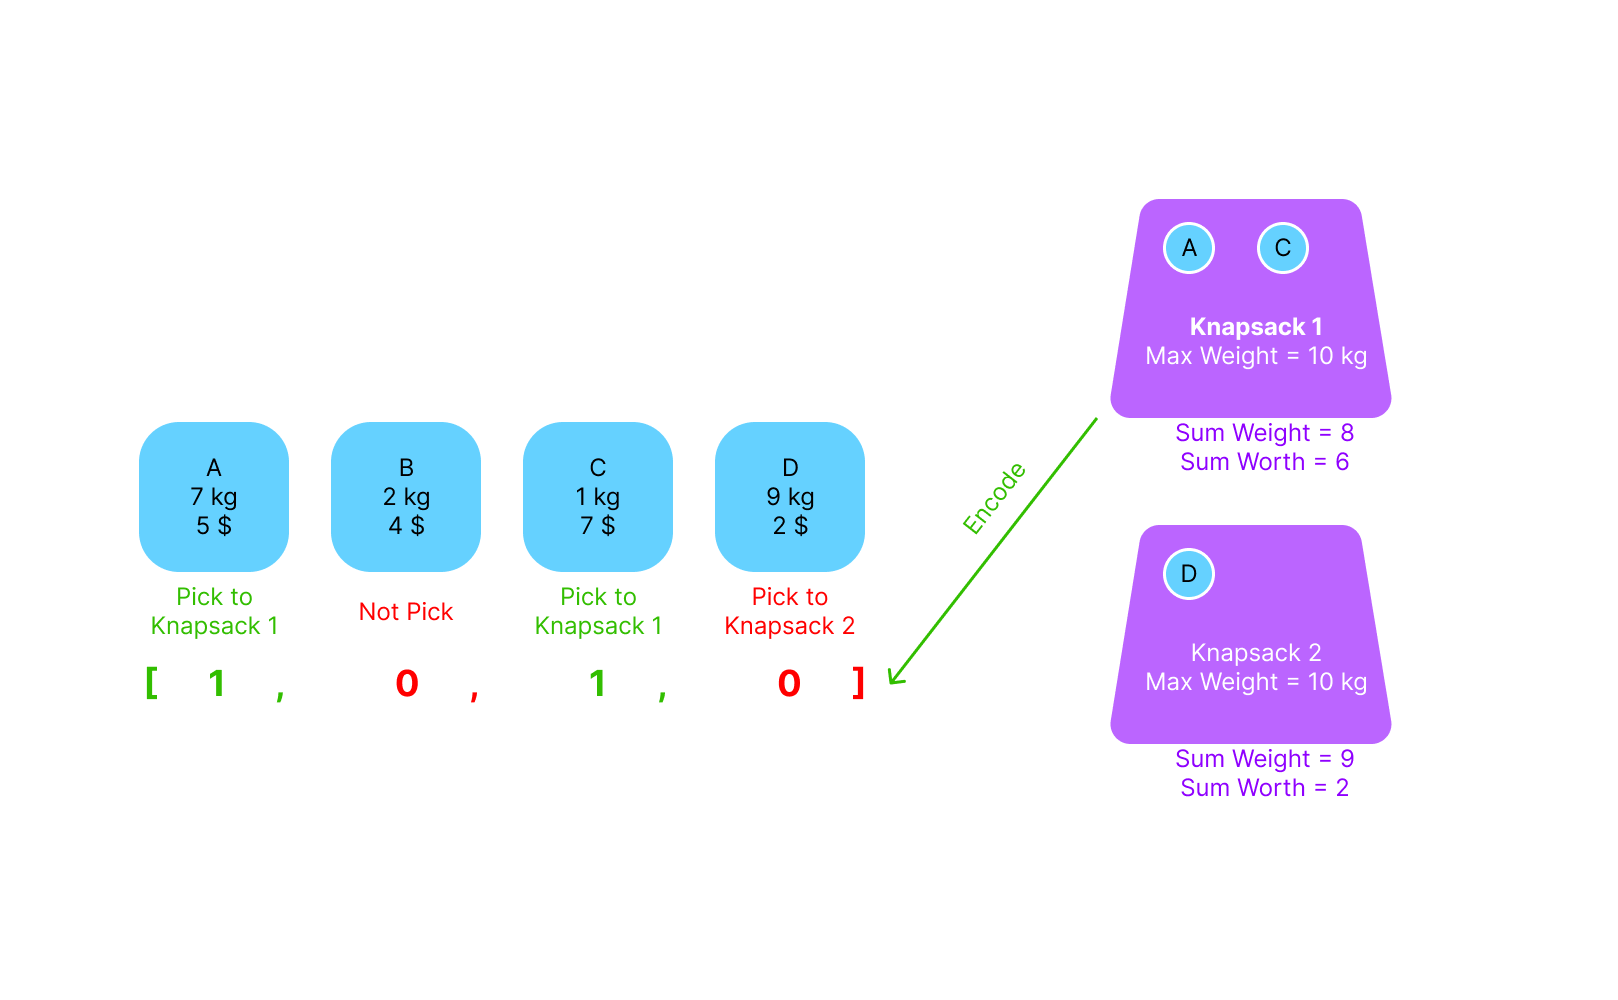 A
C
Knapsack 1
Max Weight = 10 kg
Sum Weight = 8
Sum Worth = 6
A
7 kg
5 $
B
2 kg
4 $
C
1 kg
7 $
D
9 kg
2 $
Pick to
Knapsack 1
Not Pick
Pick to
Knapsack 1
Pick to
Knapsack 2
[ 1 , 0 , 1 , 0 ]
Encode
D
Knapsack 2
Max Weight = 10 kg
Sum Weight = 9
Sum Worth = 2